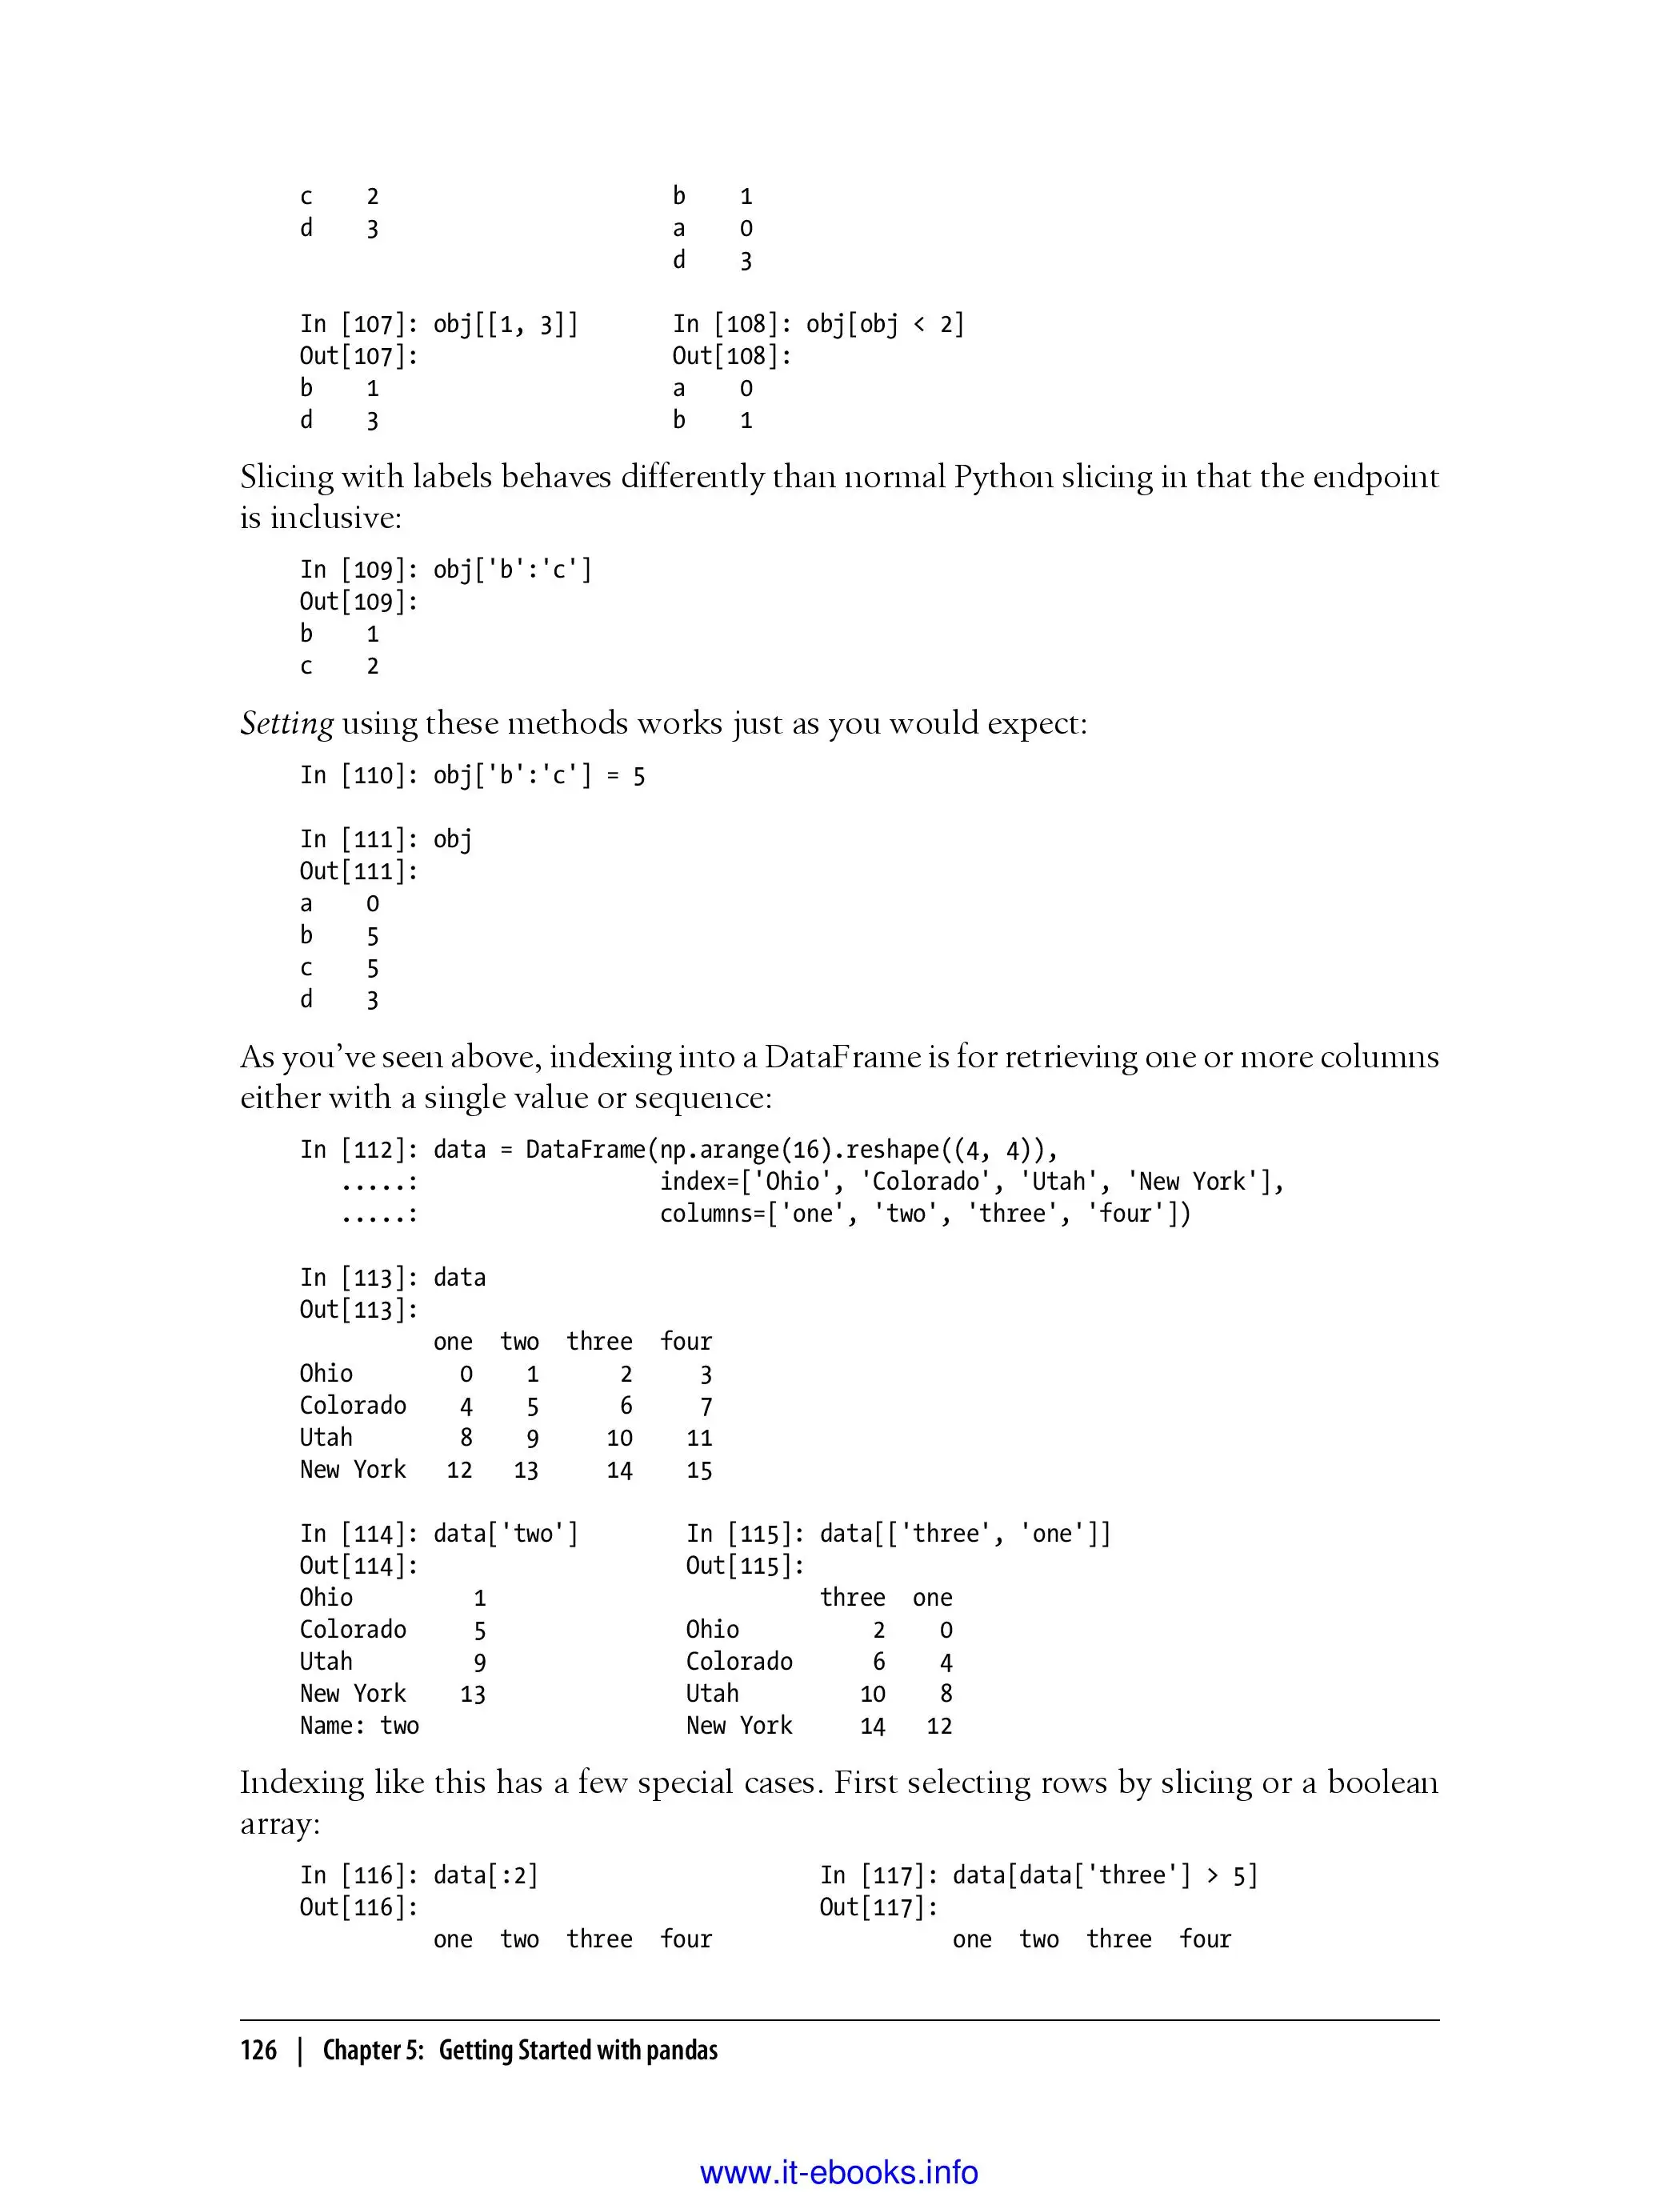 c    2                      b    1
d    3                      a    0
                            d    3
In [107]: obj[[1, 3]]       In [108]: obj[obj < 2]
Out[107]:                   Out[108]:
b    1                      a    0
d    3                      b    1
Slicing with labels behaves differently than normal Python slicing in that the endpoint
is inclusive:
In [109]: obj['b':'c']
Out[109]:
b    1
c    2
Setting using these methods works just as you would expect:
In [110]: obj['b':'c'] = 5
In [111]: obj
Out[111]:
a    0
b    5
c    5
d    3
As you’ve seen above, indexing into a DataFrame is for retrieving one or more columns
either with a single value or sequence:
In [112]: data = DataFrame(np.arange(16).reshape((4, 4)),
   .....:                  index=['Ohio', 'Colorado', 'Utah', 'New York'],
   .....:                  columns=['one', 'two', 'three', 'four'])
In [113]: data
Out[113]:
          one  two  three  four
Ohio        0    1      2     3
Colorado    4    5      6     7
Utah        8    9     10    11
New York   12   13     14    15
In [114]: data['two']        In [115]: data[['three', 'one']]
Out[114]:                    Out[115]:
Ohio         1                         three  one
Colorado     5               Ohio          2    0
Utah         9               Colorado      6    4
New York    13               Utah         10    8
Name: two                    New York     14   12
Indexing like this has a few special cases. First selecting rows by slicing or a boolean
array:
In [116]: data[:2]                     In [117]: data[data['three'] > 5]
Out[116]:                              Out[117]:
          one  two  three  four                  one  two  three  four
126 | Chapter 5: Getting Started with pandas
www.it-ebooks.info